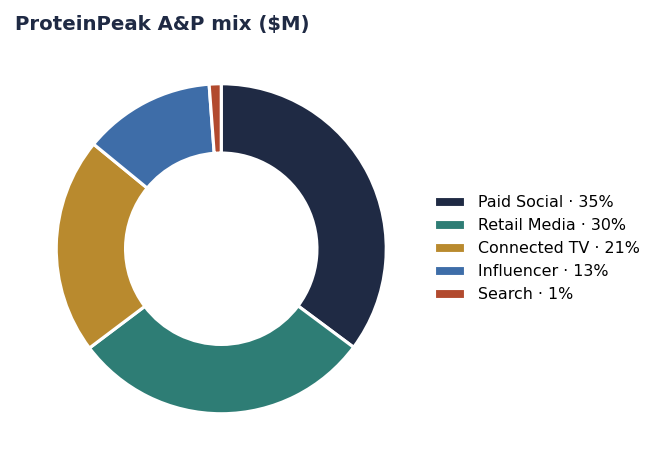 ProteinPeak A&P mix ($M)
Paid Social · 35%
Retail Media · 30%
Connected TV · 21%
Influencer · 13%
Search · 1%